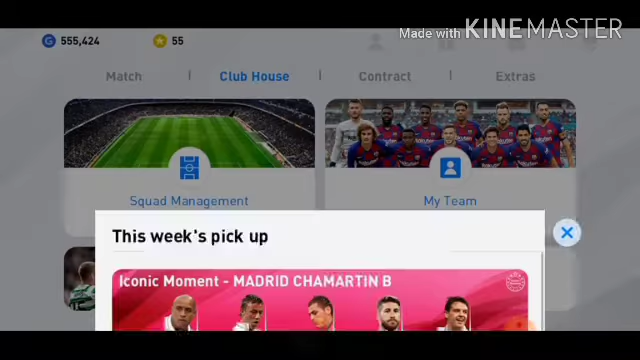 555,424
55
Made with KINEMASTER
Match
Club House
Contract
Extras
Squad Management
My Team
This week's pick up
Iconic Moment - MADRID CHAMARTIN B